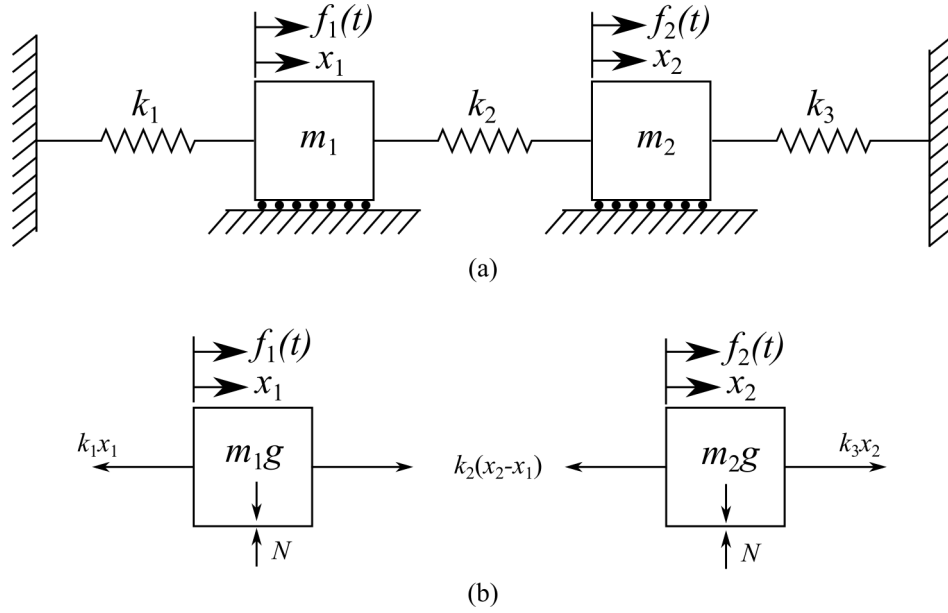 f₁(t) f₂(t)
x₁ x₂
k₁ k₂ k₃
m₁ m₂
(a)
f₁(t) f₂(t)
x₁ x₂
k₁x₁ m₁g k₂(x₂-x₁) m₂g k₃x₂
N N
(b)